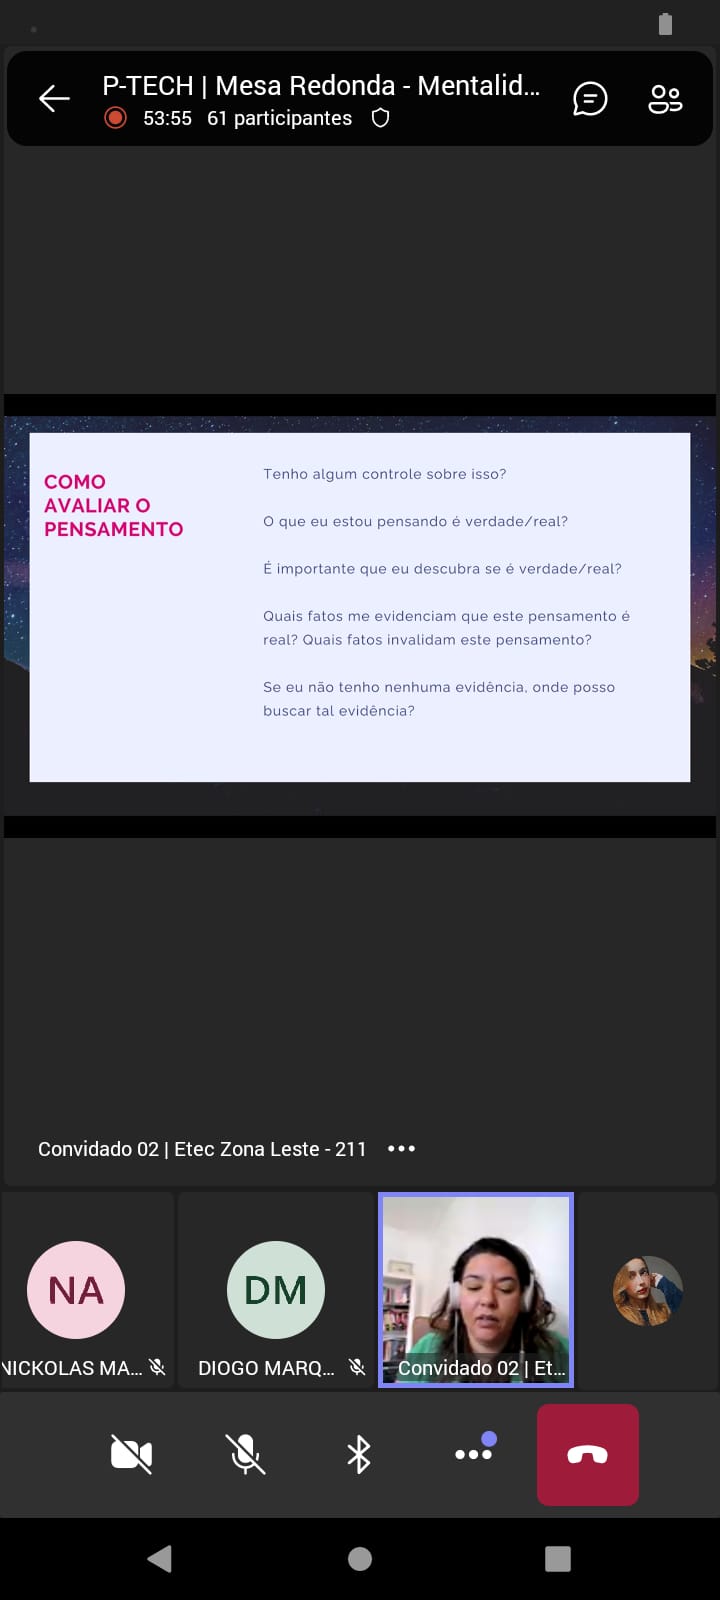 P-TECH | Mesa Redonda - Mentalid...
53:55 61 participantes
COMO
AVALIAR O
PENSAMENTO
Tenho algum controle sobre isso?
O que eu estou pensando é verdade/real?
É importante que eu descubra se é verdade/real?
Quais fatos me evidenciam que este pensamento é
real? Quais fatos invalidam este pensamento?
Se eu não tenho nenhuma evidência, onde posso
buscar tal evidência?
Convidado 02 | Etec Zona Leste - 211 •••
NA
DM
NICKOLAS MA...
DIOGO MARQ...
Convidado 02 | Et...